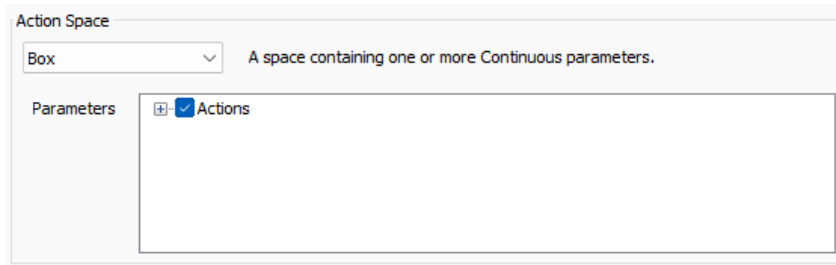 Action Space
Box A space containing one or more Continuous parameters.
Parameters Actions